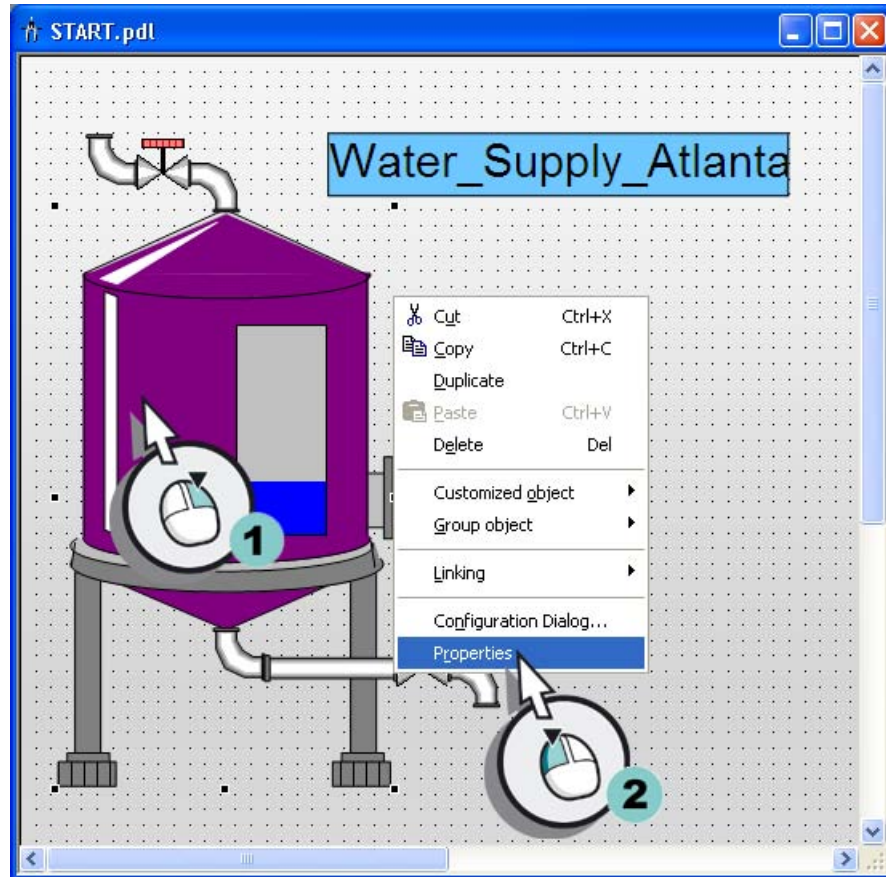 START.pdl
Water_Supply_Atlanta
Cut Ctrl+X
Copy Ctrl+C
Duplicate
Paste Ctrl+V
Delete Del
Customized object
Group object
Linking
Configuration Dialog...
Properties
1
2